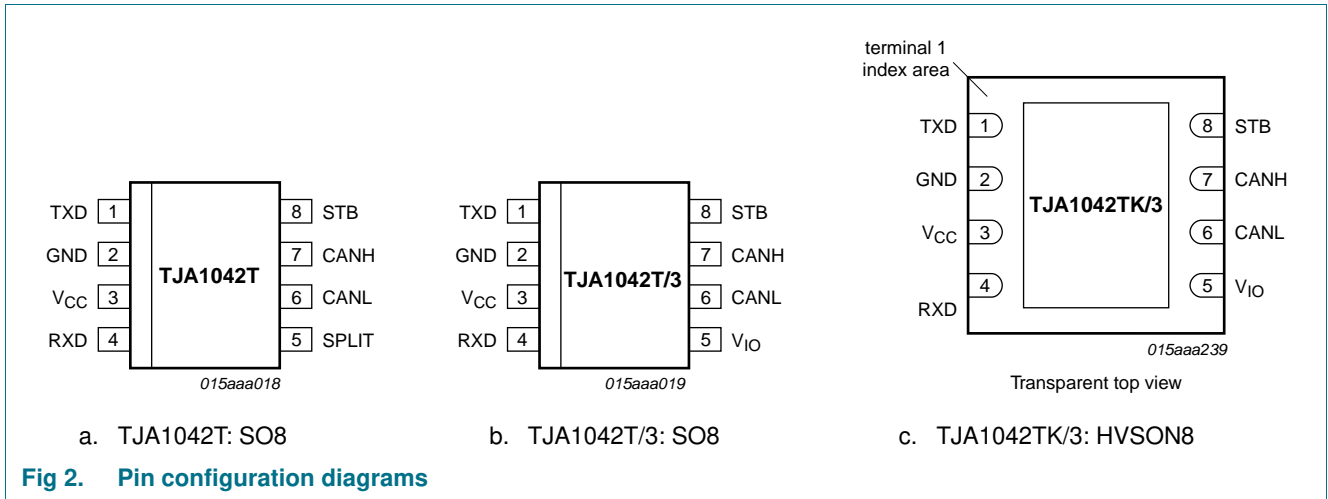 terminal 1
index area
TXD 1
GND 2
VCC 3
RXD 4
TJA1042T
8 STB
7 CANH
6 CANL
5 SPLIT
015aaa018
TXD 1
GND 2
VCC 3
RXD 4
TJA1042T/3
8 STB
7 CANH
6 CANL
5 VIO
015aaa019
TXD 1
GND 2
VCC 3
4
RXD
TJA1042TK/3
8 STB
7 CANH
6 CANL
5 VIO
015aaa239
Transparent top view
a. TJA1042T: SO8
b. TJA1042T/3: SO8
c. TJA1042TK/3: HVSON8
Fig 2. Pin configuration diagrams